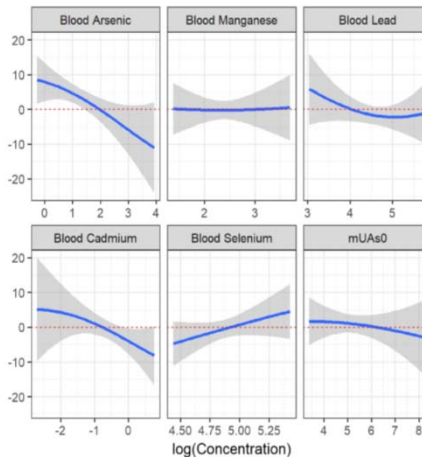 Blood Arsenic Blood Manganese Blood Lead
20
10
0
-10
-20
0 1 2 3 4 2 3 3 4 5
Blood Cadmium Blood Selenium mUAs0
20
10
0
-10
-20
-2 -1 0 4.50 4.75 5.00 5.25 4 5 6 7 8
log(Concentration)